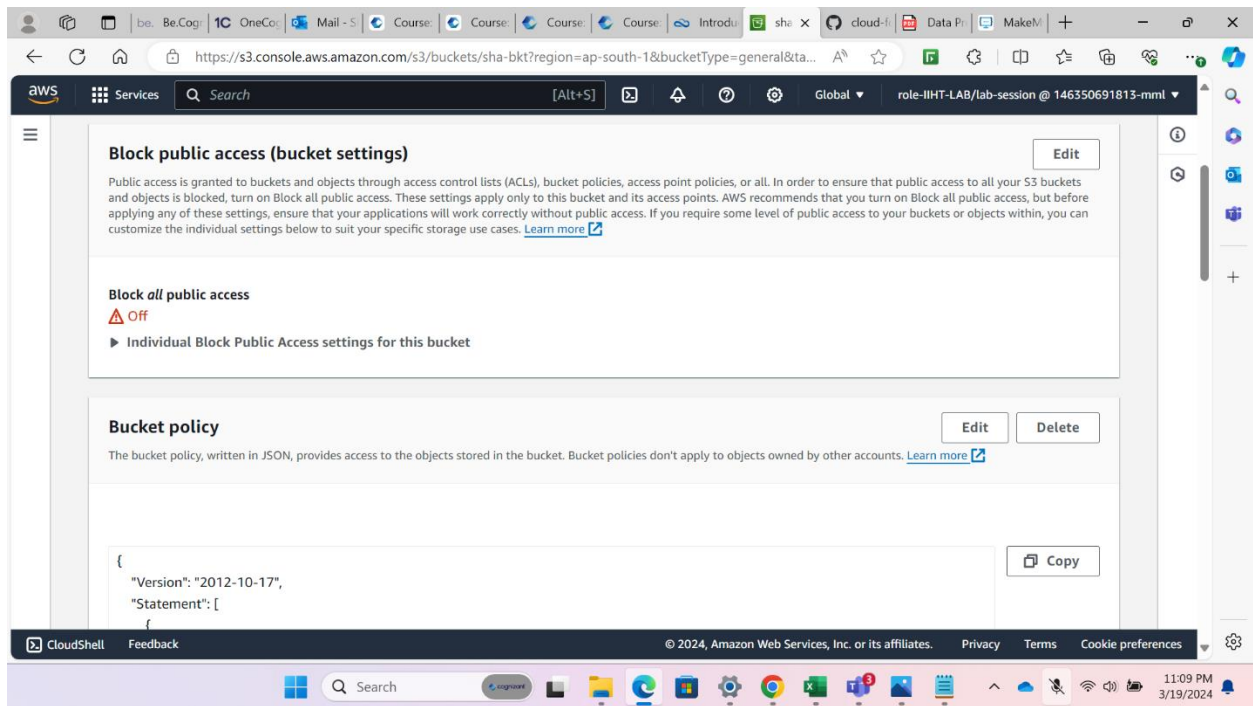 be. Be.Cogr
1C OneCog
Mail - S
Course:
Course:
Course:
Course:
Introdu
sha
cloud-f
Data Pr
MakeM
https://s3.console.aws.amazon.com/s3/buckets/sha-bkt?region=ap-south-1&bucketType=general&ta...
aws
Services
Search
[Alt+S]
Global
role-IIHT-LAB/lab-session @ 146350691813-mml
Block public access (bucket settings)
Edit
Public access is granted to buckets and objects through access control lists (ACLs), bucket policies, access point policies, or all. In order to ensure that public access to all your S3 buckets
and objects is blocked, turn on Block all public access. These settings apply only to this bucket and its access points. AWS recommends that you turn on Block all public access, but before
applying any of these settings, ensure that your applications will work correctly without public access. If you require some level of public access to your buckets or objects within, you can
customize the individual settings below to suit your specific storage use cases. Learn more
Block all public access
Off
Individual Block Public Access settings for this bucket
Bucket policy
Edit
Delete
The bucket policy, written in JSON, provides access to the objects stored in the bucket. Bucket policies don't apply to objects owned by other accounts. Learn more
Copy
{
"Version": "2012-10-17",
"Statement": [
{
CloudShell
Feedback
© 2024, Amazon Web Services, Inc. or its affiliates.
Privacy
Terms
Cookie preferences
Search
cognizant
3
11:09 PM
3/19/2024